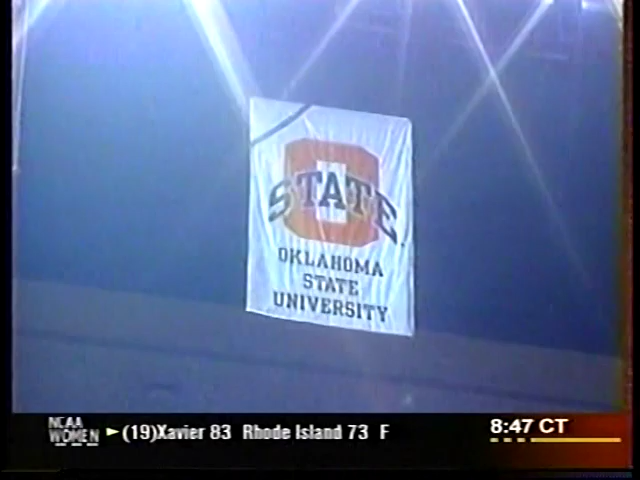 STATE
OKLAHOMA
STATE
UNIVERSITY
NCAA
WOMEN
(19)Xavier 83 Rhode Island 73 F
8:47 CT